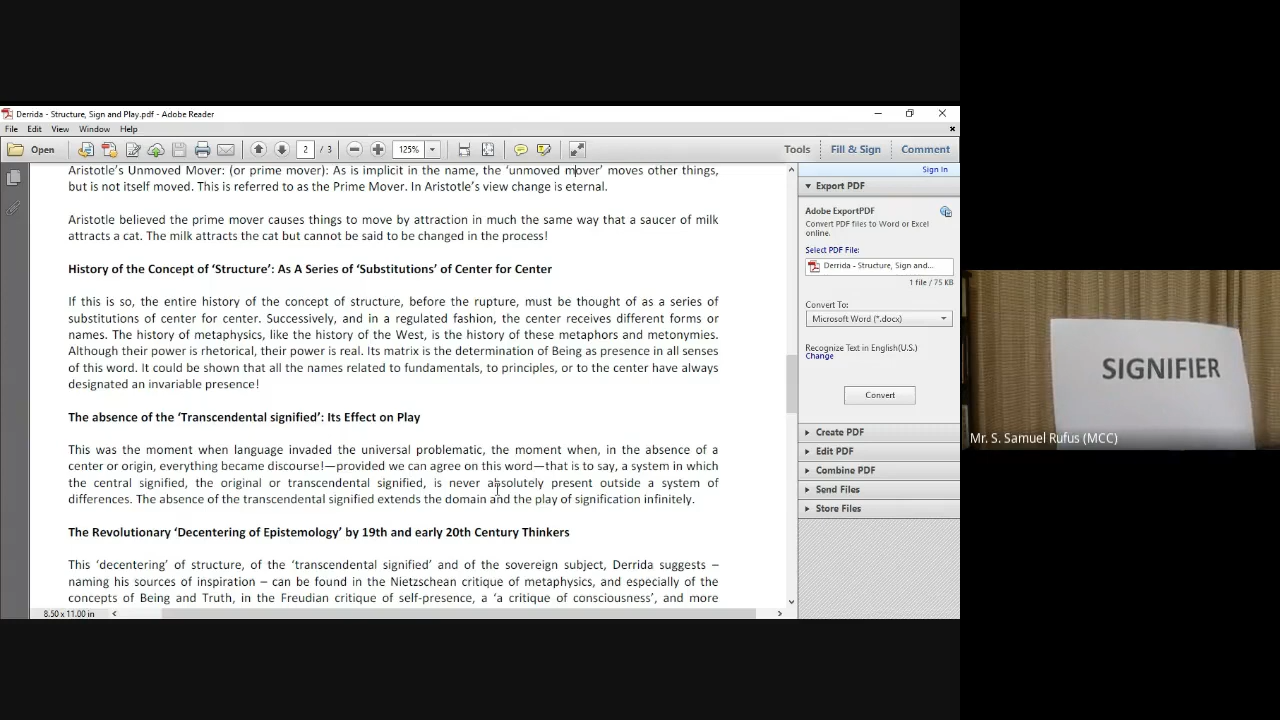 Derrida - Structure, Sign and Play.pdf - Adobe Reader
File Edit View Window Help
Open 2 / 3 125% Tools Fill & Sign Comment
Aristotle's Unmoved Mover: (or prime mover): As is implicit in the name, the 'unmoved mover' moves other things,
but is not itself moved. This is referred to as the Prime Mover. In Aristotle's view change is eternal.
Aristotle believed the prime mover causes things to move by attraction in much the same way that a saucer of milk
attracts a cat. The milk attracts the cat but cannot be said to be changed in the process!
History of the Concept of 'Structure': As A Series of 'Substitutions' of Center for Center
If this is so, the entire history of the concept of structure, before the rupture, must be thought of as a series of
substitutions of center for center. Successively, and in a regulated fashion, the center receives different forms or
names. The history of metaphysics, like the history of the West, is the history of these metaphors and metonymies.
Although their power is rhetorical, their power is real. Its matrix is the determination of Being as presence in all senses
of this word. It could be shown that all the names related to fundamentals, to principles, or to the center have always
designated an invariable presence!
The absence of the 'Transcendental signified': Its Effect on Play
This was the moment when language invaded the universal problematic, the moment when, in the absence of a
center or origin, everything became discourse!—provided we can agree on this word—that is to say, a system in which
the central signified, the original or transcendental signified, is never absolutely present outside a system of
differences. The absence of the transcendental signified extends the domain and the play of signification infinitely.
The Revolutionary 'Decentering of Epistemology' by 19th and early 20th Century Thinkers
This 'decentering' of structure, of the 'transcendental signified' and of the sovereign subject, Derrida suggests –
naming his sources of inspiration – can be found in the Nietzschean critique of metaphysics, and especially of the
concepts of Being and Truth, in the Freudian critique of self-presence, a 'a critique of consciousness', and more
8.50 x 11.00 in
Sign In
Export PDF
Adobe ExportPDF
Convert PDF files to Word or Excel
online.
Select PDF File:
Derrida - Structure, Sign and...
1 file / 75 KB
Convert To:
Microsoft Word (*.docx)
Recognize Text in English(U.S.)
Change
Convert
Create PDF
Edit PDF
Combine PDF
Send Files
Store Files
SIGNIFIER
Mr. S. Samuel Rufus (MCC)